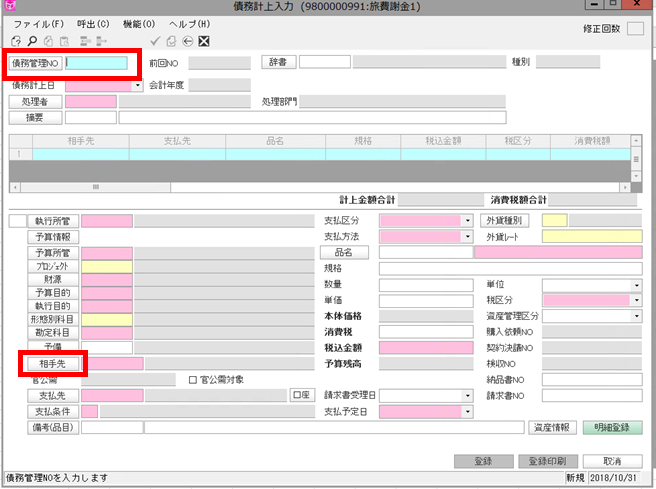 債務計上入力 (9800000991:旅費謝金1)
ファイル(F) 呼出(C) 機能(O) ヘルプ(H)
修正回数
債務管理NO 前回NO 辞書 種別
債務計上日 会計年度
処理者 処理部門
摘要
相手先 支払先 品名 規格 税込金額 税区分 消費税額
計上金額合計 消費税額合計
執行所管 支払区分 外貨種別
予算情報 支払方法 外貨レート
予算所管 品名
プロジェクト 規格
財源 数量 単位
予算目的 単価 税区分
執行目的 本体価格 資産管理区分
形態別科目 消費税 購入依頼NO
勘定科目 税込金額 契約決議NO
予備 予算残高 検収NO
相手先 納品書NO
官公需 官公需対象
支払先 口座 請求書受理日 請求書NO
支払条件 支払予定日
備考(品目) 資産情報 明細登録
登録 登録印刷 取消
債務管理NOを入力します 新規 2018/10/31